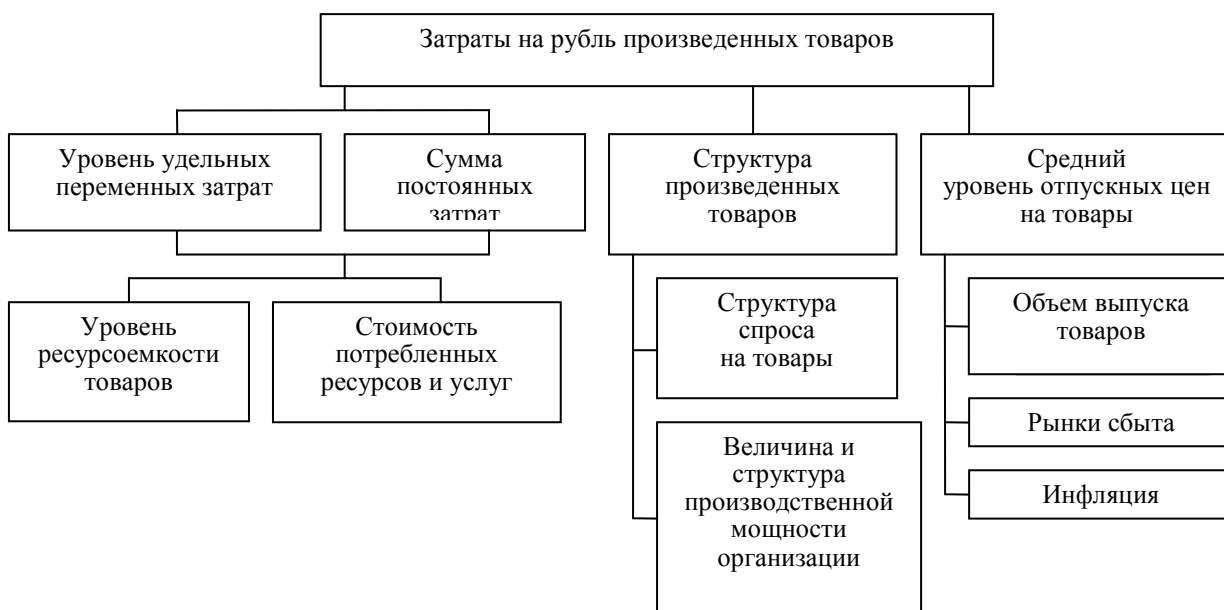 Затраты на рубль произведенных товаров
Уровень удельных
переменных затрат
Сумма
постоянных
затрат
Структура
произведенных
товаров
Средний
уровень отпускных цен
на товары
Уровень
ресурсоемкости
товаров
Стоимость
потребленных
ресурсов и услуг
Структура
спроса
на товары
Объем выпуска
товаров
Рынки сбыта
Величина и
структура
производственной
мощности
организации
Инфляция